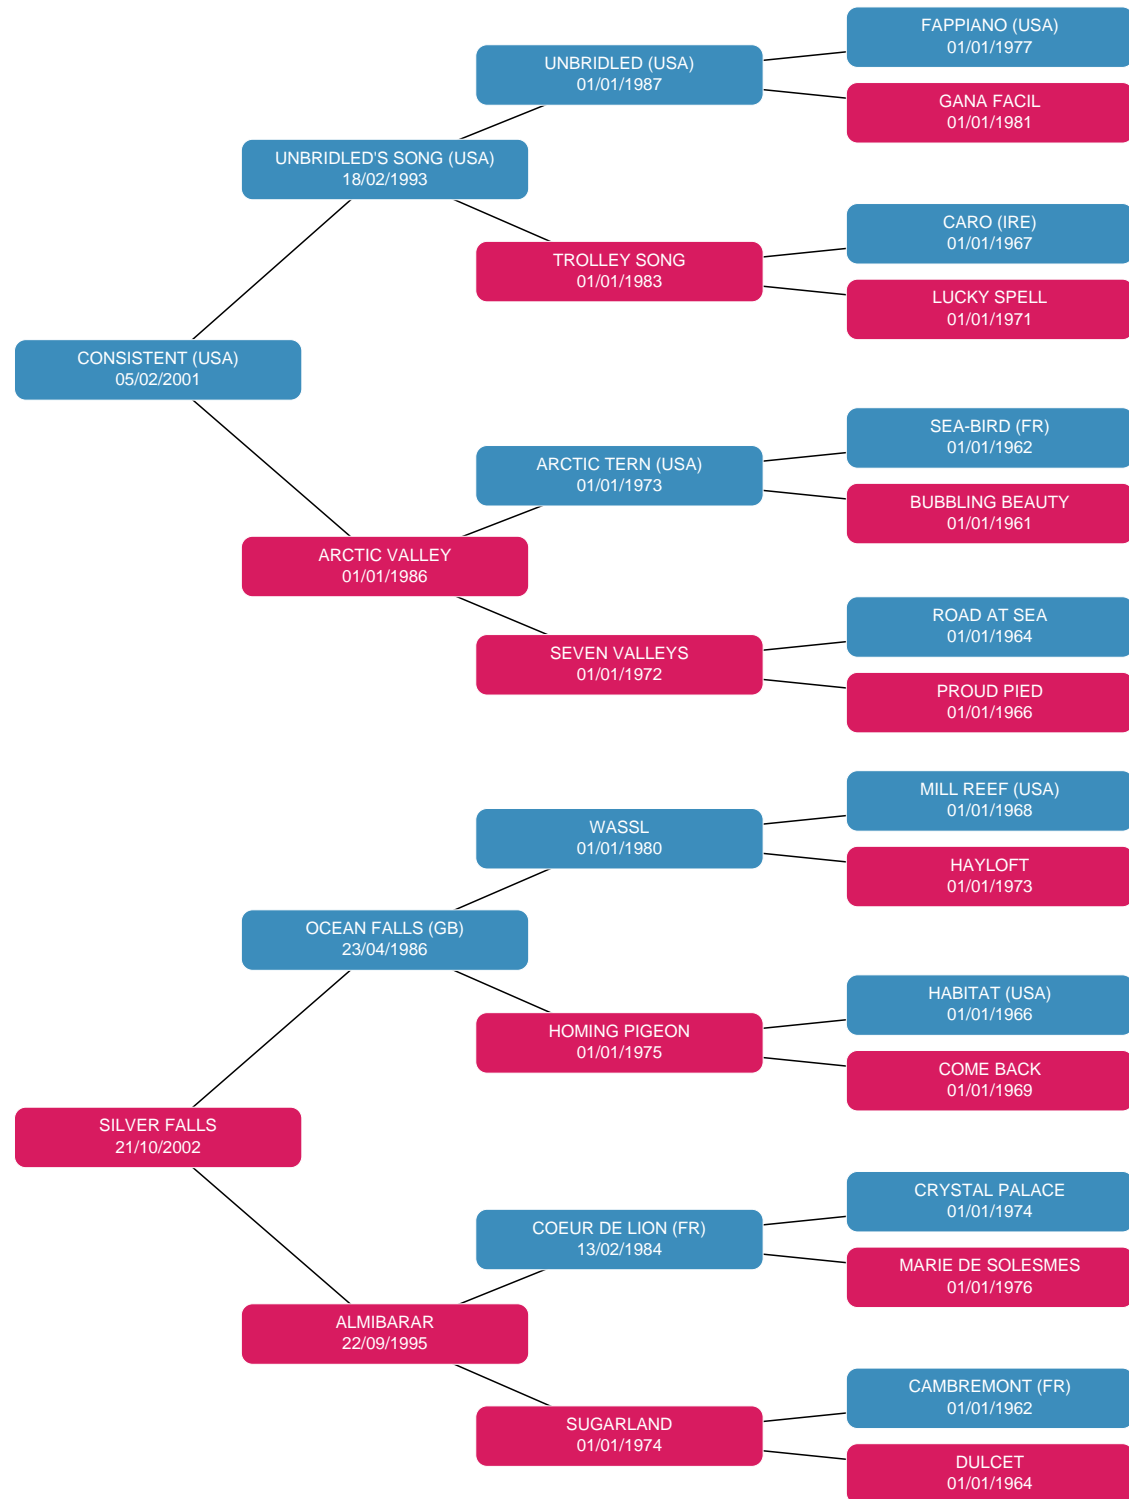 FAPPIANO (USA)
01/01/1977
UNBRIDLED (USA)
01/01/1987
GANA FACIL
01/01/1981
UNBRIDLED'S SONG (USA)
18/02/1993
CARO (IRE)
01/01/1967
TROLLEY SONG
01/01/1983
LUCKY SPELL
01/01/1971
CONSISTENT (USA)
05/02/2001
SEA-BIRD (FR)
01/01/1962
ARCTIC TERN (USA)
01/01/1973
BUBBLING BEAUTY
01/01/1961
ARCTIC VALLEY
01/01/1986
ROAD AT SEA
01/01/1964
SEVEN VALLEYS
01/01/1972
PROUD PIED
01/01/1966
MILL REEF (USA)
01/01/1968
WASSL
01/01/1980
HAYLOFT
01/01/1973
OCEAN FALLS (GB)
23/04/1986
HABITAT (USA)
01/01/1966
HOMING PIGEON
01/01/1975
COME BACK
01/01/1969
SILVER FALLS
21/10/2002
CRYSTAL PALACE
01/01/1974
COEUR DE LION (FR)
13/02/1984
MARIE DE SOLESMES
01/01/1976
ALMIBARAR
22/09/1995
CAMBREMONT (FR)
01/01/1962
SUGARLAND
01/01/1974
DULCET
01/01/1964